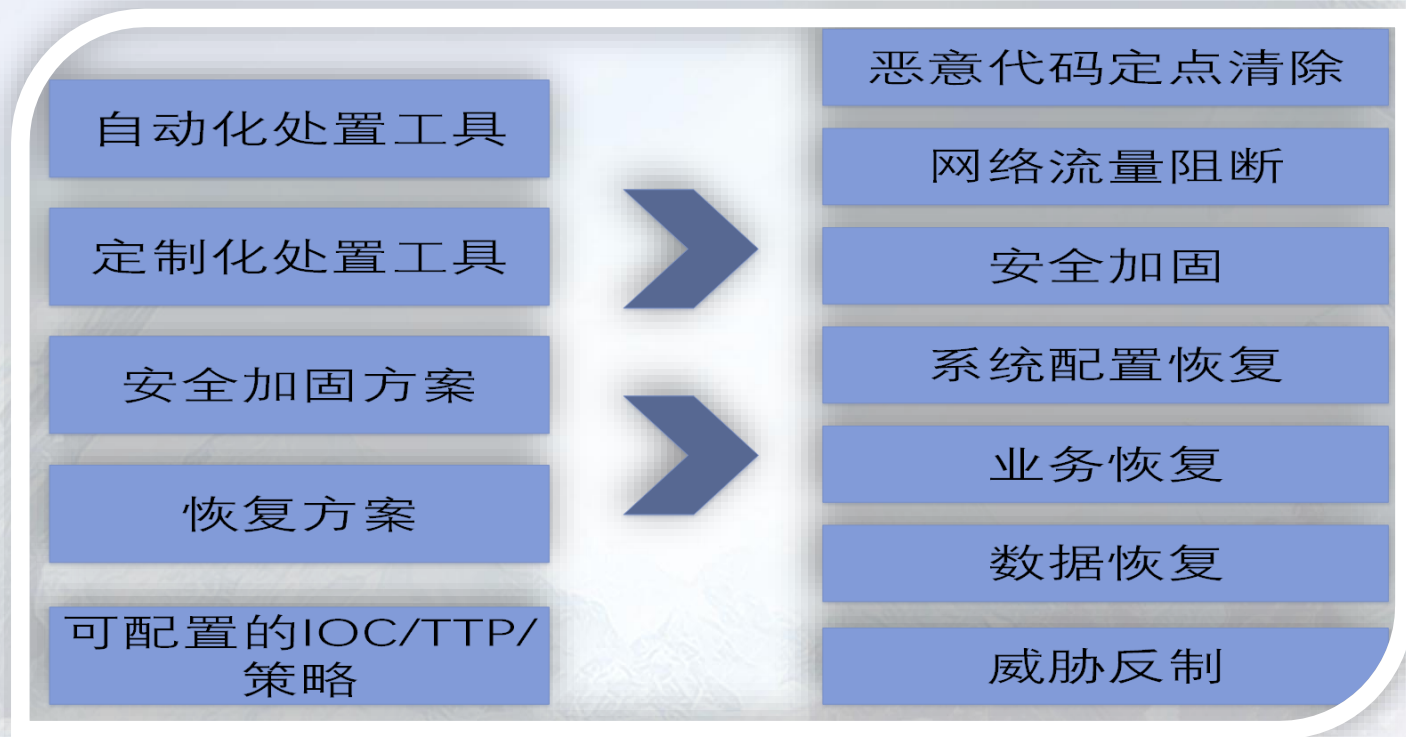 自动化处置工具
定制化处置工具
安全加固方案
恢复方案
可配置的IOC/TTP/
策略
恶意代码定点清除
网络流量阻断
安全加固
系统配置恢复
业务恢复
数据恢复
威胁反制